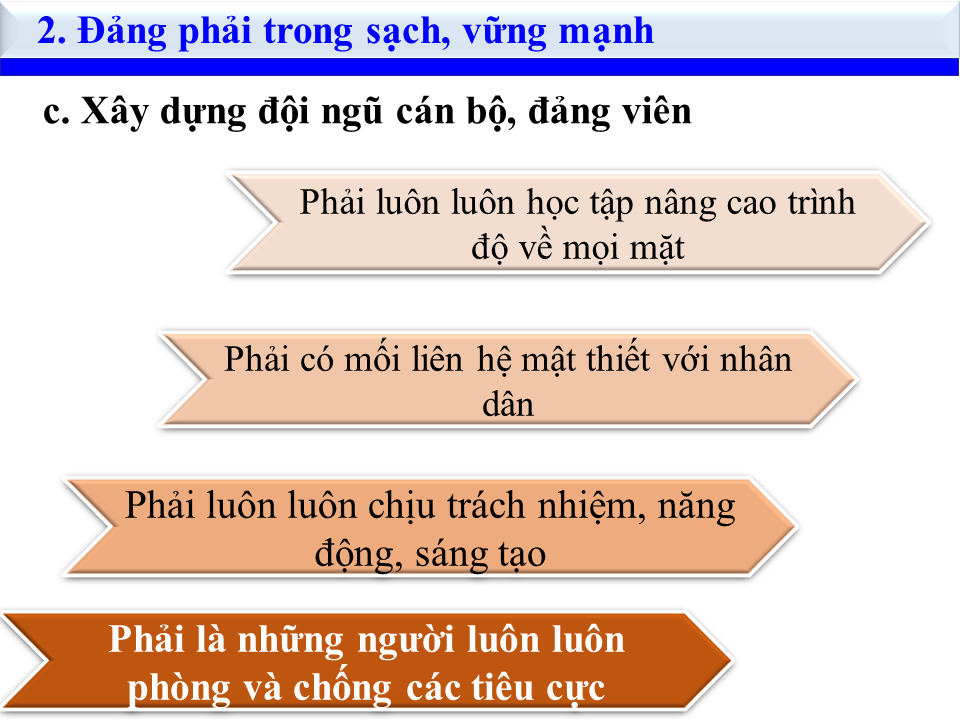 2. Đảng phải trong sạch, vững mạnh
c. Xây dựng đội ngũ cán bộ, đảng viên
Phải luôn luôn học tập nâng cao trình
độ về mọi mặt
Phải có mối liên hệ mật thiết với nhân
dân
Phải luôn luôn chịu trách nhiệm, năng
động, sáng tạo
Phải là những người luôn luôn
phòng và chống các tiêu cực